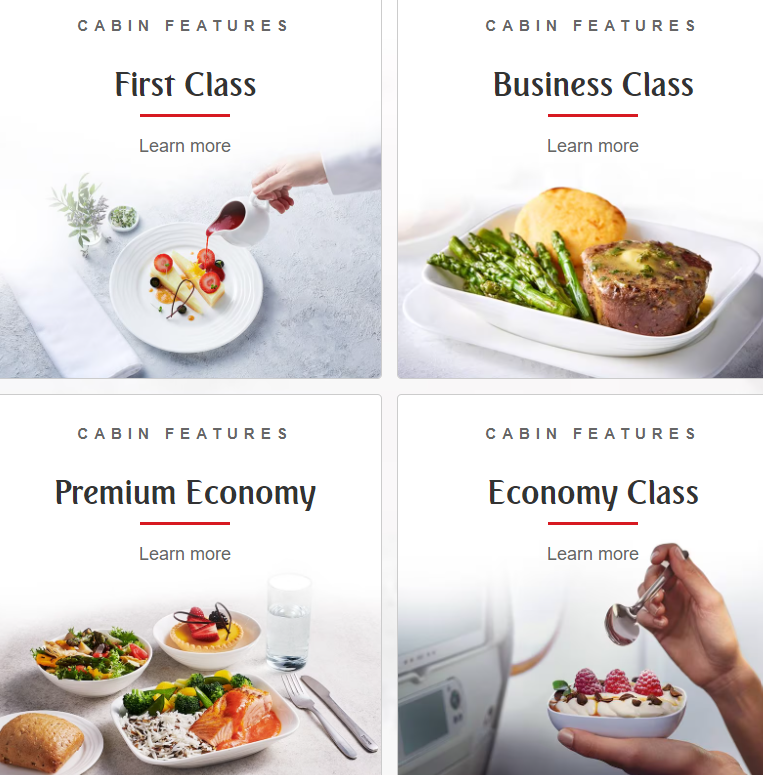 CABIN FEATURES
First Class
Learn more
CABIN FEATURES
Business Class
Learn more
CABIN FEATURES
Premium Economy
Learn more
CABIN FEATURES
Economy Class
Learn more